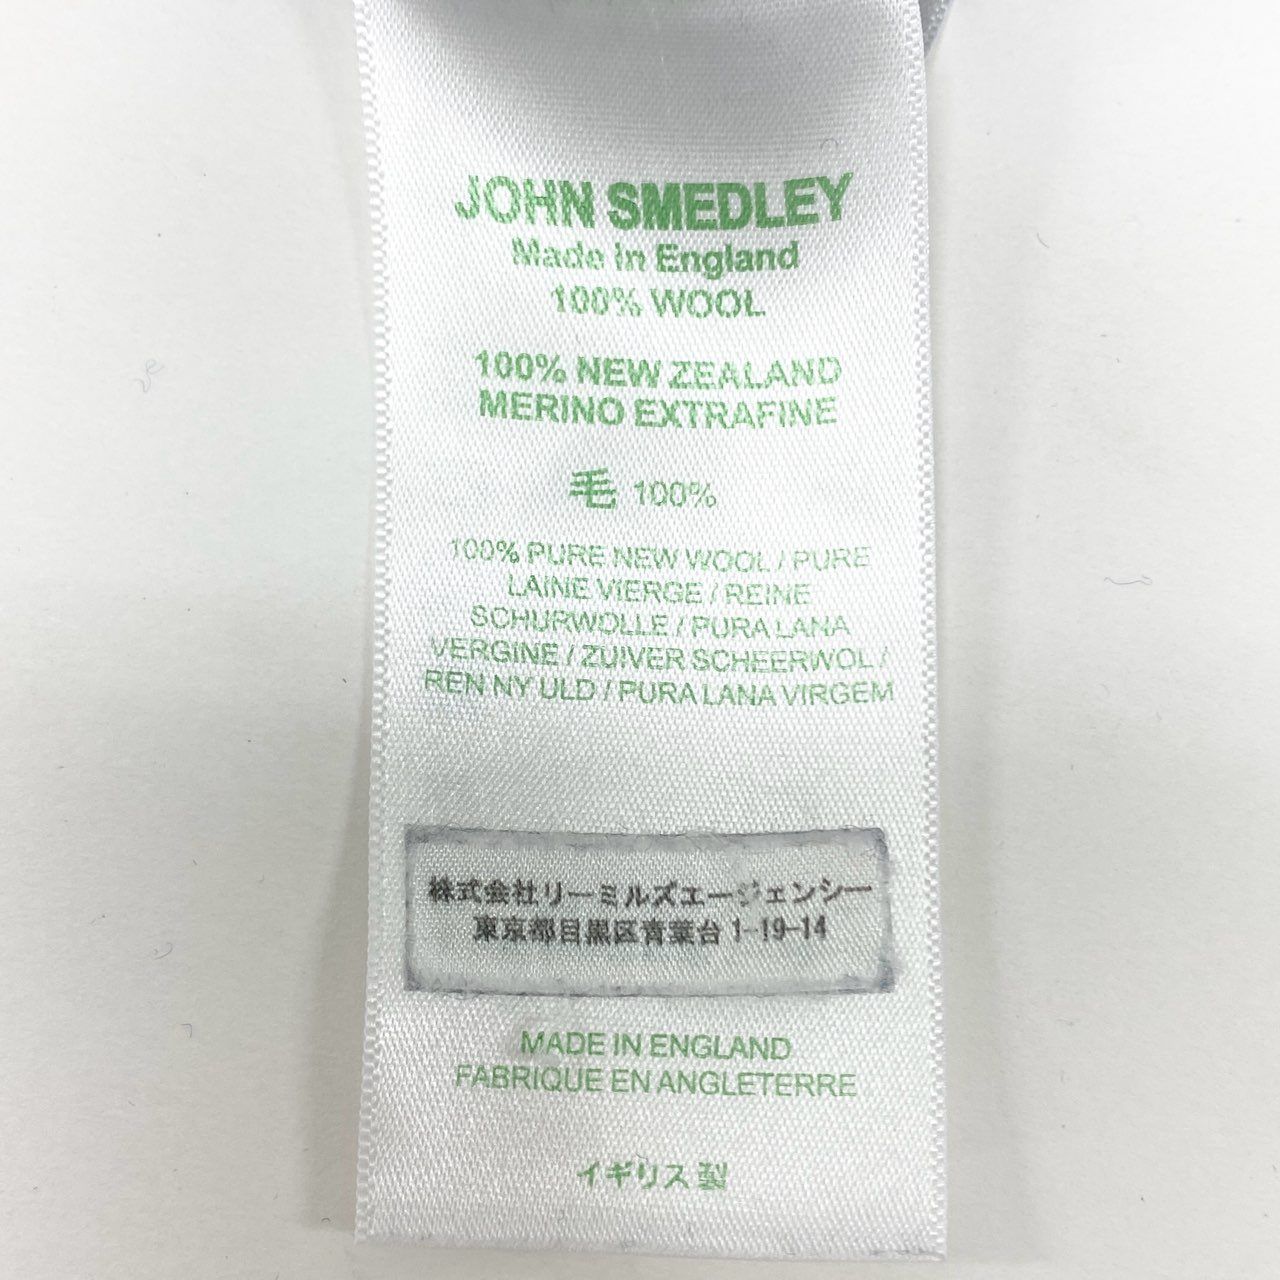 JOHN SMEDLEY
Made in England
100% WOOL
100% NEW ZEALAND
MERINO EXTRAFINE
毛 100%
100% PURE NEW WOOL / PURE
LAINE VIERGE / REINE
SCHURWOLLE / PURA LANA
VERGINE / ZUIVER SCHEERWOL /
REN NY ULD / PURA LANA VIRGEM
株式会社リーミルズエージェンシー
東京都目黒区青葉台 1-19-14
MADE IN ENGLAND
FABRIQUE EN ANGLETERRE
イギリス製